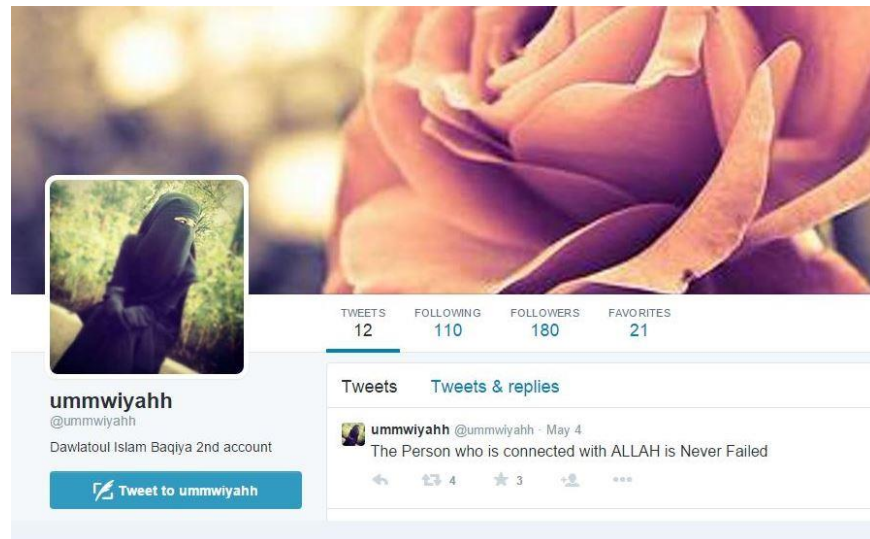 TWEETS FOLLOWING FOLLOWERS FAVORITES
12 110 180 21
ummwiyahh
@ummwiyahh
Dawlatoul Islam Baqiya 2nd account
Tweet to ummwiyahh
Tweets Tweets & replies
ummwiyahh @ummwiyahh · May 4
The Person who is connected with ALLAH is Never Failed
4 3